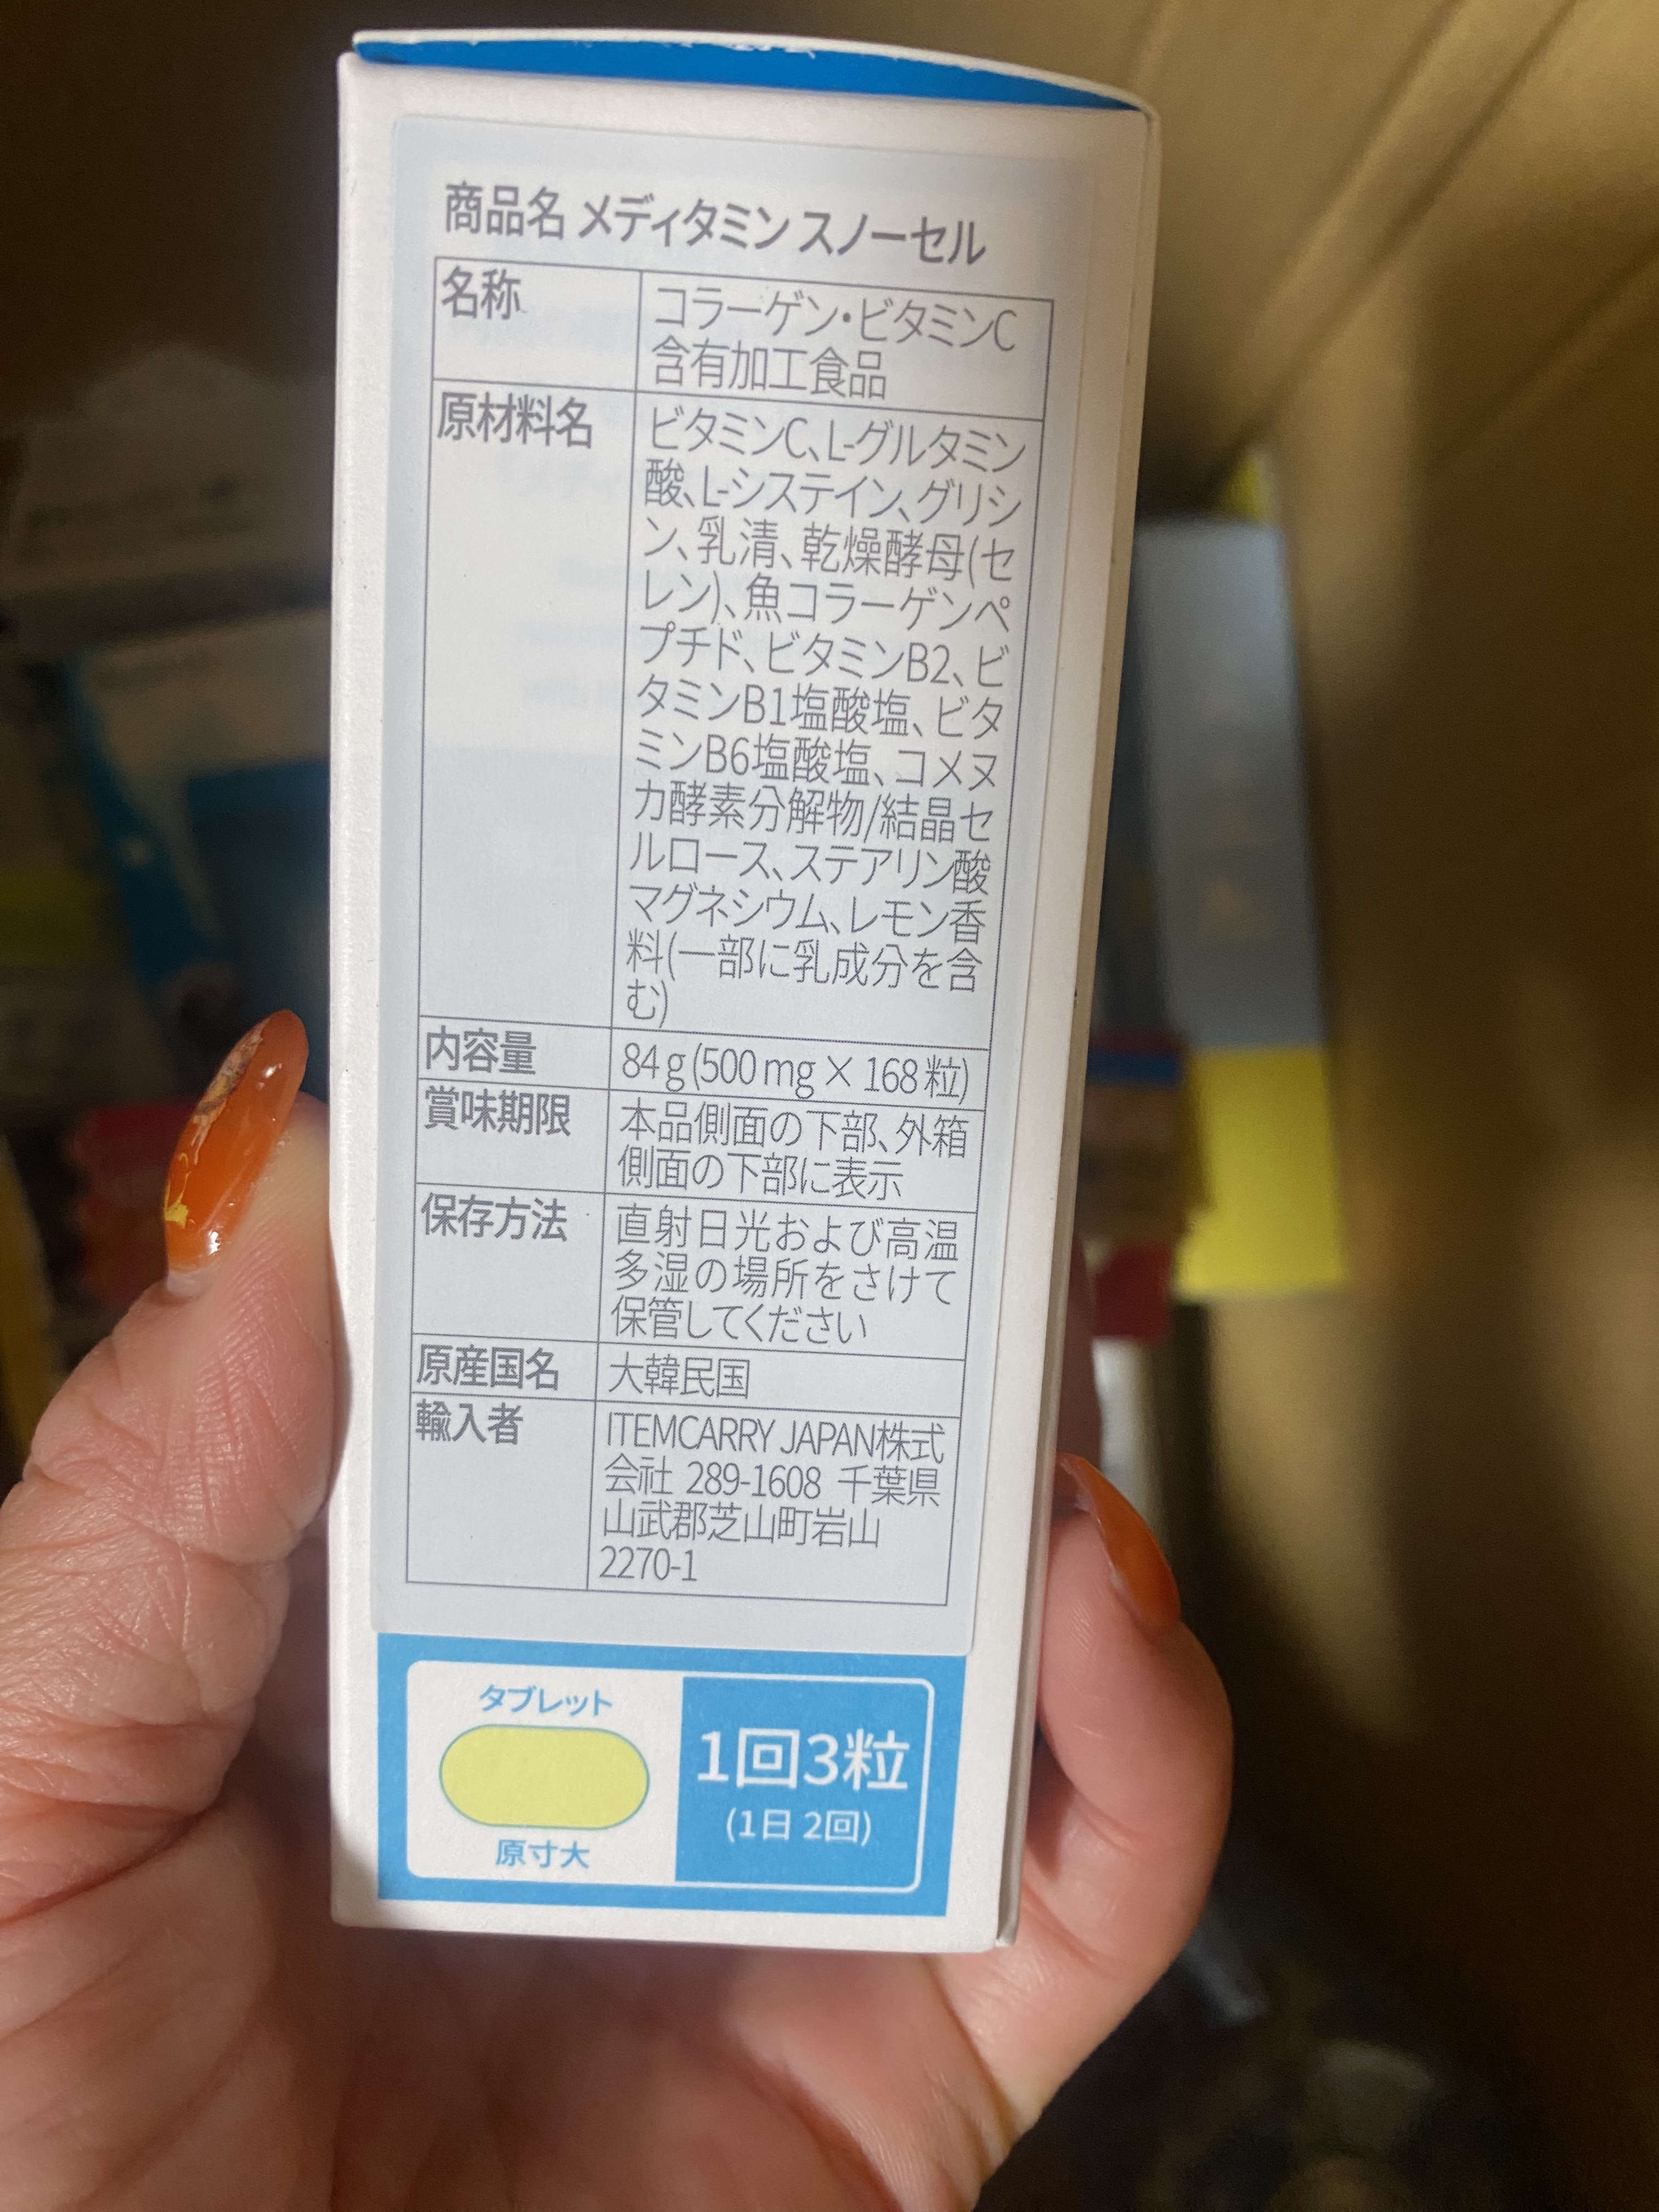 商品名 メディタミン スノーセル
名称
コラーゲン・ビタミンC
含有加工食品
原材料名
ビタミンC、L-グルタミン
酸、L-システイン、グリシ
ン、乳清、乾燥酵母(セ
レン)、魚コラーゲンペ
プチド、ビタミンB2、ビ
タミンB1塩酸塩、ビタ
ミンB6塩酸塩、コメヌ
カ酵素分解物/結晶セ
ルロース、ステアリン酸
マグネシウム、レモン香
料(一部に乳成分を含
む)
内容量
84g(500mg×168粒)
賞味期限
本品側面の下部、外箱
側面の下部に表示
保存方法
直射日光および高温
多湿の場所をさけて
保管してください
原産国名
大韓民国
輸入者
ITEMCARRY JAPAN株式
会社 289-1608 千葉県
山武郡芝山町岩山
2270-1
タブレット
原寸大
1回3粒
(1日 2回)